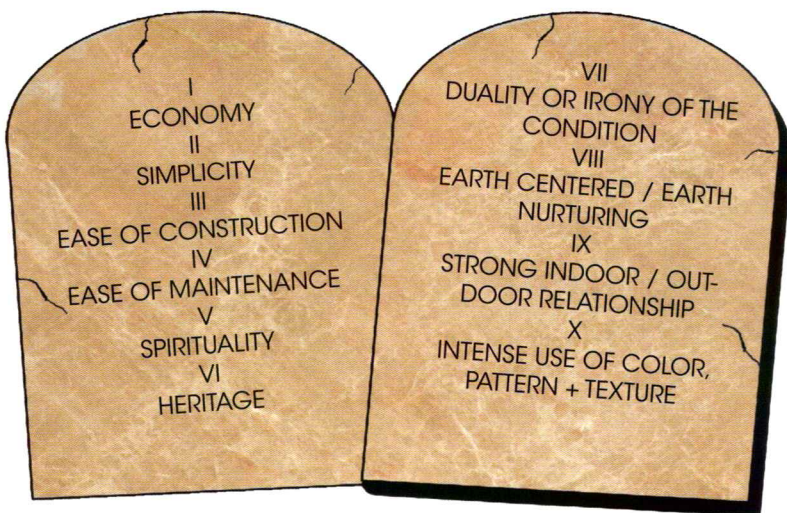 I
ECONOMY
II
SIMPLICITY
III
EASE OF CONSTRUCTION
IV
EASE OF MAINTENANCE
V
SPIRITUALITY
VI
HERITAGE
VII
DUALITY OR IRONY OF THE
CONDITION
VIII
EARTH CENTERED / EARTH
NURTURING
IX
STRONG INDOOR / OUT-
DOOR RELATIONSHIP
X
INTENSE USE OF COLOR,
PATTERN + TEXTURE